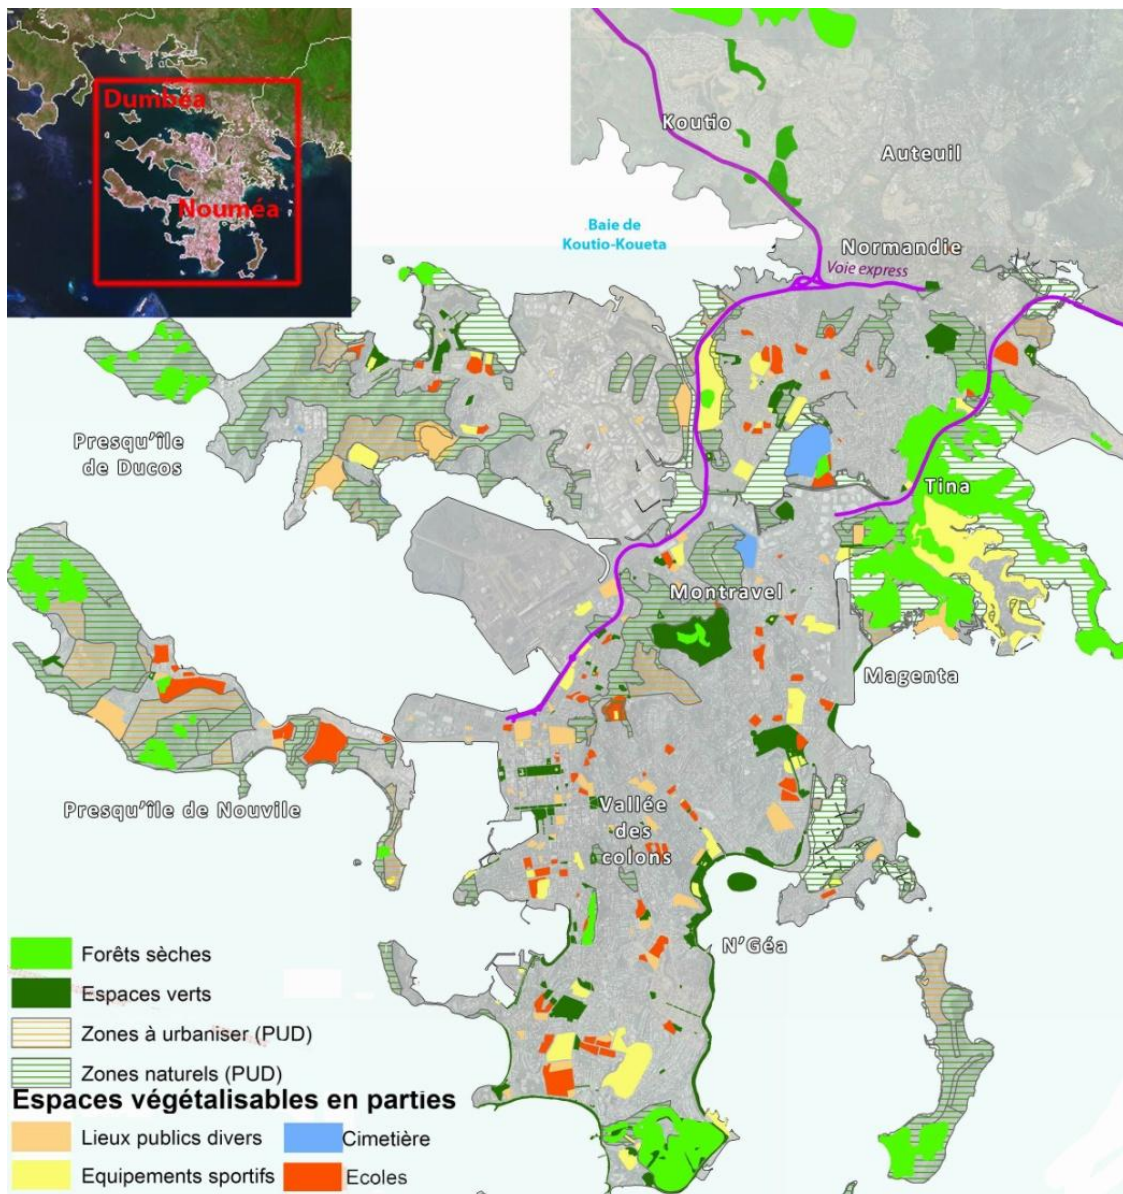 Dumbéa
Nouméa
Koutio
Auteuil
Baie de
Koutio-Koueta
Normandie
Voie express
Presqu'île
de Ducos
Tina
Montravel
Magenta
Presqu'île de Nouvile
Vallée
des
colons
N'Géa
Forêts sèches
Espaces verts
Zones à urbaniser (PUD)
Zones naturels (PUD)
Espaces végétalisables en parties
Lieux publics divers
Cimetière
Equipements sportifs
Ecoles